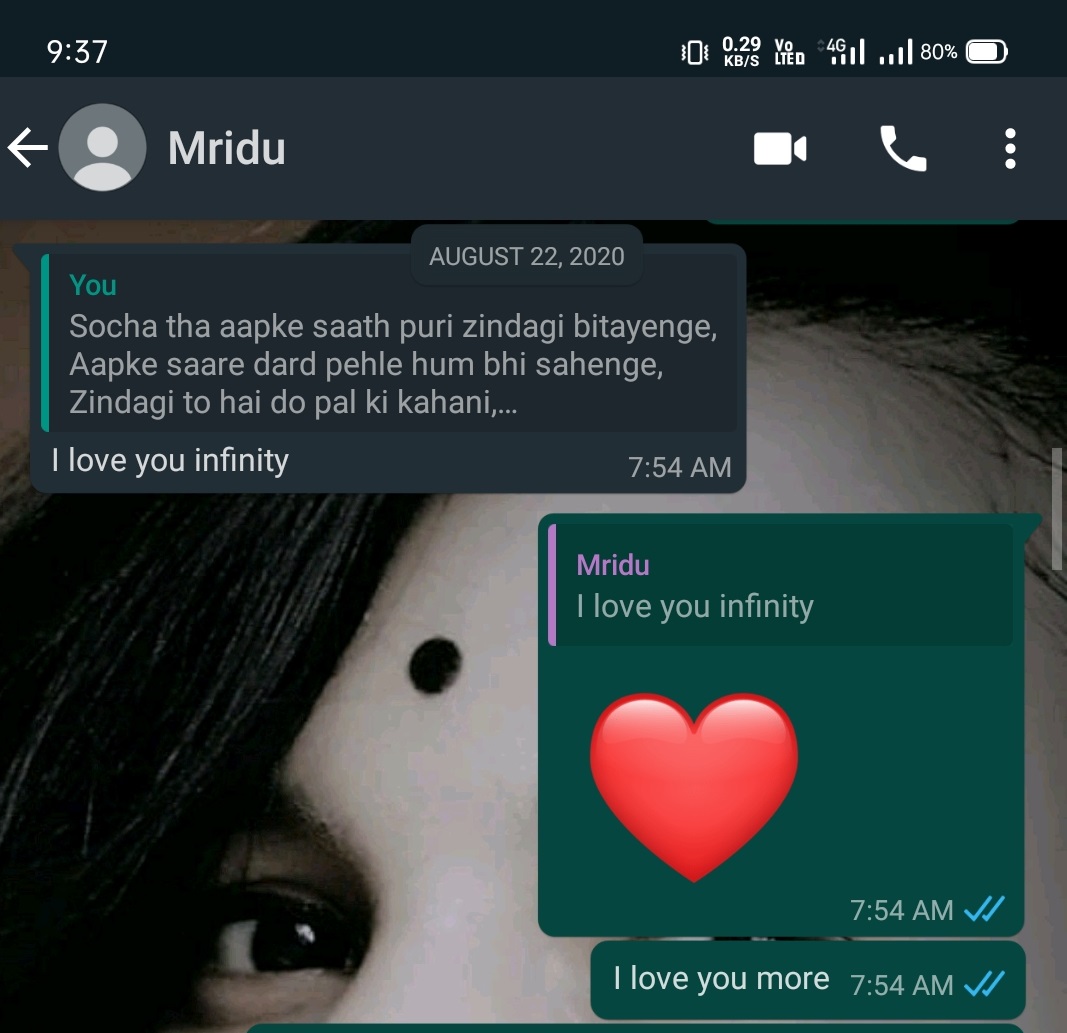 9:37
0.29 KB/S Vo LTED 4G 80%
Mridu
AUGUST 22, 2020
You
Socha tha aapke saath puri zindagi bitayenge,
Aapke saare dard pehle hum bhi sahenge,
Zindagi to hai do pal ki kahani,...
I love you infinity
7:54 AM
Mridu
I love you infinity
7:54 AM
I love you more 7:54 AM